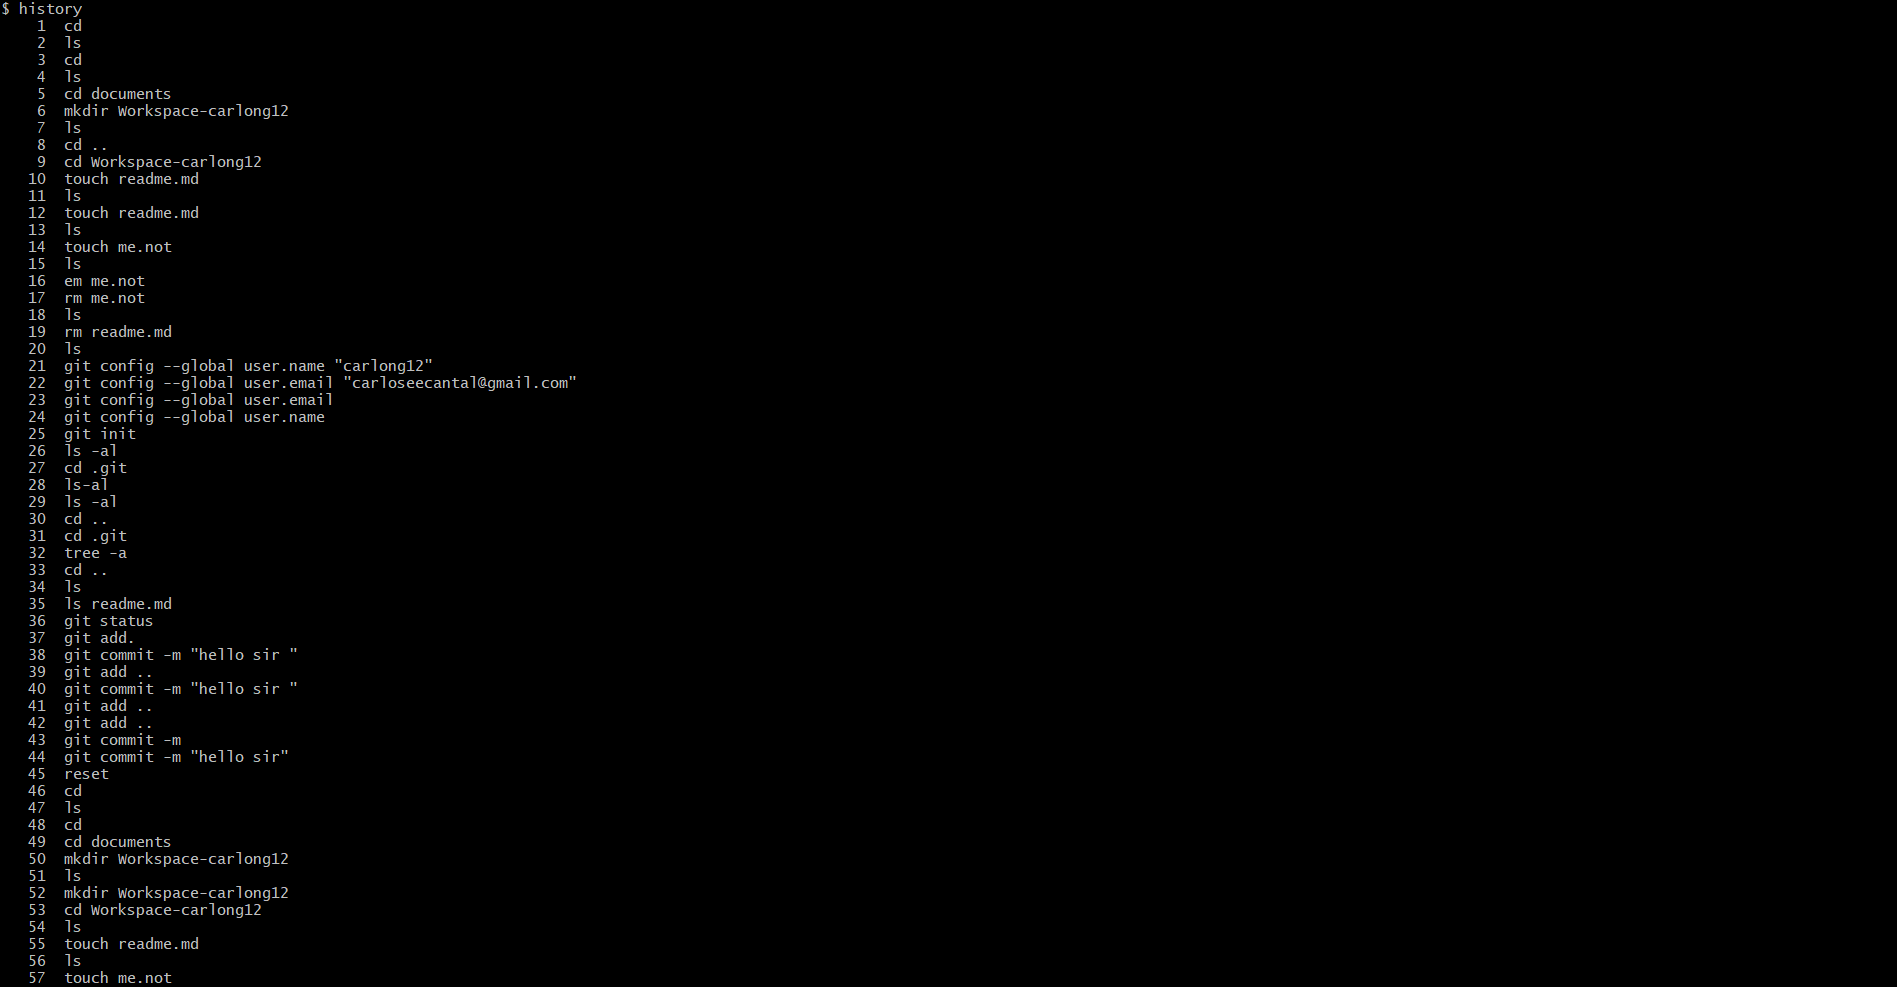 $ history
    1  cd
    2  ls
    3  cd
    4  ls
    5  cd documents
    6  mkdir Workspace-carlong12
    7  ls
    8  cd ..
    9  cd Workspace-carlong12
   10  touch readme.md
   11  ls
   12  touch readme.md
   13  ls
   14  touch me.not
   15  ls
   16  em me.not
   17  rm me.not
   18  ls
   19  rm readme.md
   20  ls
   21  git config --global user.name "carlong12"
   22  git config --global user.email "carloseecantal@gmail.com"
   23  git config --global user.email
   24  git config --global user.name
   25  git init
   26  ls -al
   27  cd .git
   28  ls-al
   29  ls -al
   30  cd ..
   31  cd .git
   32  tree -a
   33  cd ..
   34  ls
   35  ls readme.md
   36  git status
   37  git add.
   38  git commit -m "hello sir "
   39  git add ..
   40  git commit -m "hello sir "
   41  git add ..
   42  git add ..
   43  git commit -m
   44  git commit -m "hello sir"
   45  reset
   46  cd
   47  ls
   48  cd
   49  cd documents
   50  mkdir Workspace-carlong12
   51  ls
   52  mkdir Workspace-carlong12
   53  cd Workspace-carlong12
   54  ls
   55  touch readme.md
   56  ls
   57  touch me.not